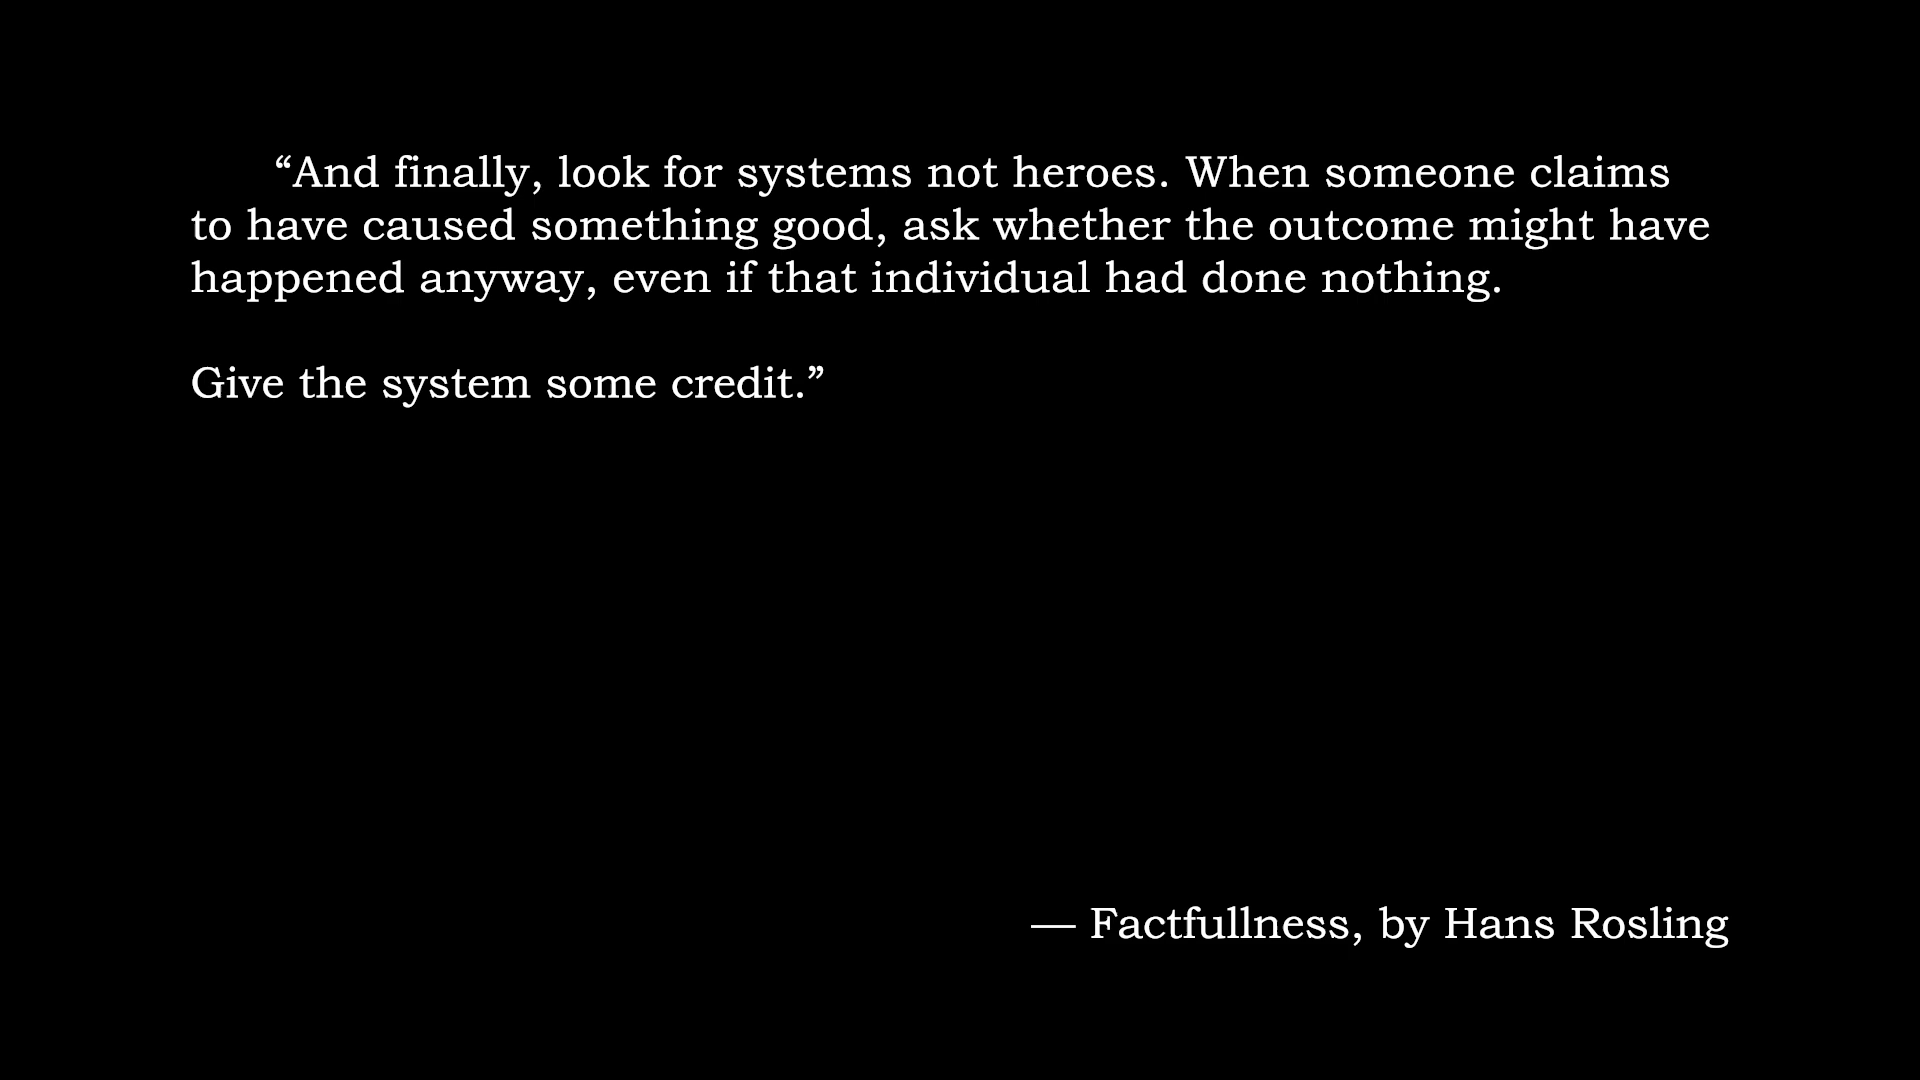 “And finally, look for systems not heroes. When someone claims
to have caused something good, ask whether the outcome might have
happened anyway, even if that individual had done nothing.
Give the system some credit.”
— Factfullness, by Hans Rosling